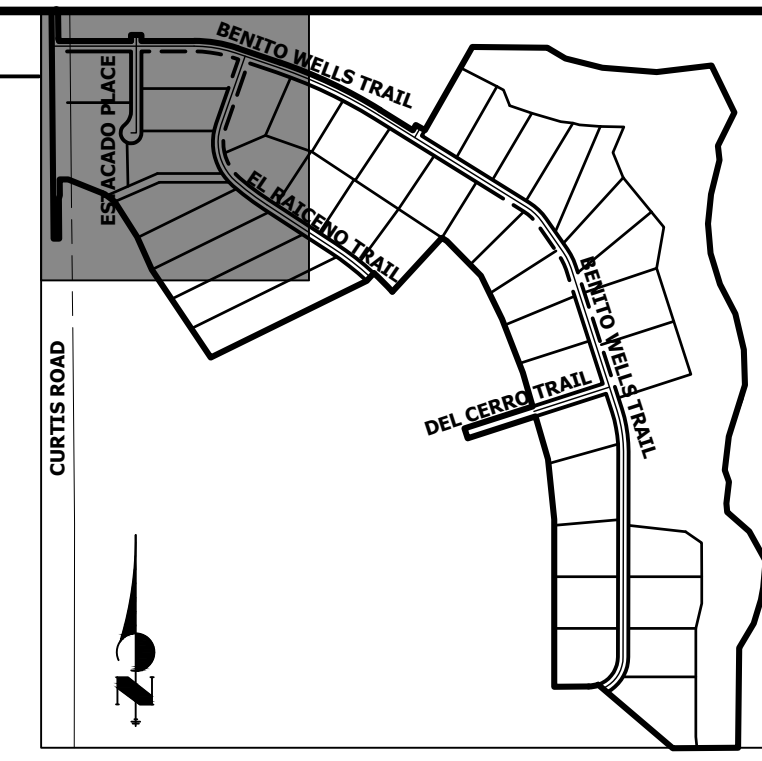 BENITO WELLS TRAIL
ESTACADO PLACE
EL RAICENO TRAIL
BENITO WELLS TRAIL
DEL CERRO TRAIL
CURTIS ROAD
N